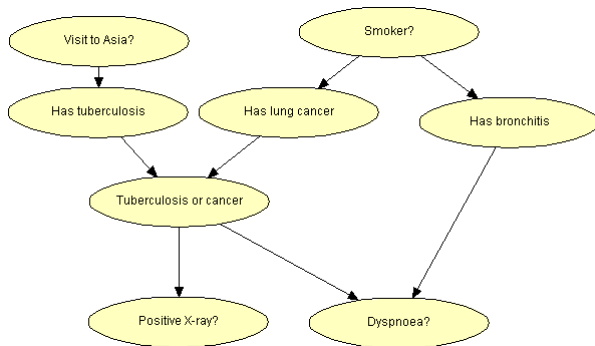 Visit to Asia?
Smoker?
Has tuberculosis
Has lung cancer
Has bronchitis
Tuberculosis or cancer
Positive X-ray?
Dyspnoea?